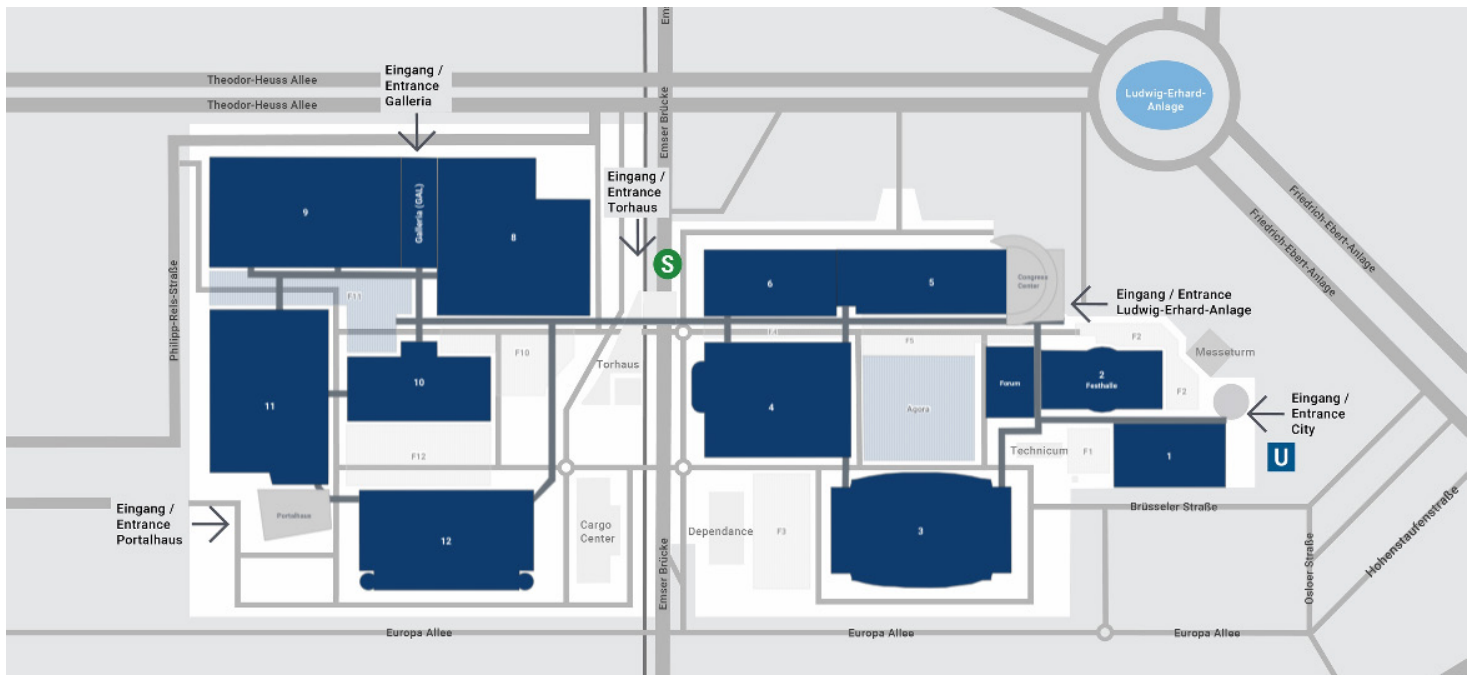 Emser Brücke
Theodor-Heuss Allee
Theodor-Heuss Allee
Eingang /
Entrance
Galleria
Ludwig-Erhard-
Anlage
Emser Brücke
Eingang /
Entrance
Torhaus
S
Friedrich-Ebert-Anlage
Friedrich-Ebert-Anlage
Philipp-Reis-Straße
9
Galleria (GAL)
8
6
5
Congress
Center
Eingang / Entrance
Ludwig-Erhard-Anlage
F11
F10
Torhaus
F5
F2
Messeturm
11
10
4
Agora
Forum
2
Festhalle
F2
Eingang /
Entrance
City
U
F12
Technicum
F1
1
Brüsseler Straße
Eingang /
Entrance
Portalhaus
Portalhaus
12
Cargo
Center
Dependance
F3
3
Emser Brücke
Osloer Straße
Hohenstaufenstraße
Europa Allee
Europa Allee
Europa Allee